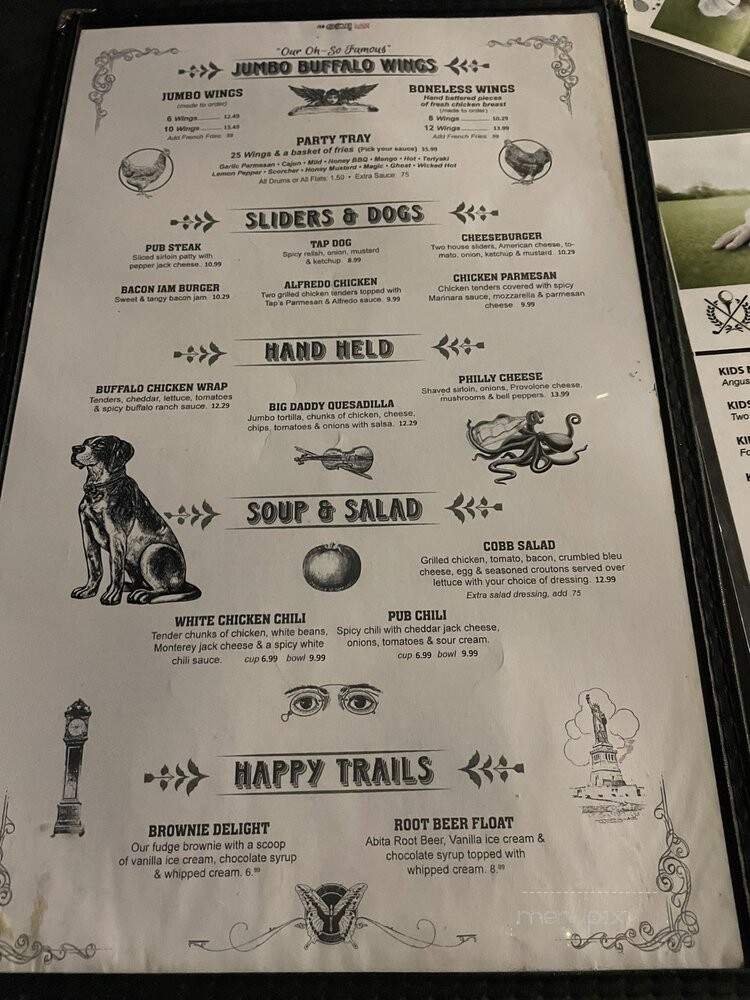 "Our Oh-So Famous"
JUMBO BUFFALO WINGS
JUMBO WINGS
(made to order)
6 Wings 12.49
10 Wings 15.49
Add French Fries .99
BONELESS WINGS
Hand battered pieces
of fresh chicken breast
(made to order)
8 Wings 10.29
12 Wings 13.99
Add French Fries .99
PARTY TRAY
25 Wings & a basket of fries (Pick your sauce)
Garlic Parmesan • Cajun • Mild • Honey BBQ • Mango • Hot • Teriyaki
Lemon Pepper • Scorcher • Honey Mustard • Magic • Ghost • Wicked Hot
All Drums or All Flats: 1.50 • Extra Sauce .75
SLIDERS & DOGS
PUB STEAK
Sliced sirloin patty with
pepper jack cheese. 10.99
TAP DOG
Spicy relish, onion, mustard
& ketchup. 8.99
CHEESEBURGER
Two house sliders, American cheese, to-
mato, onion, ketchup & mustard. 10.29
BACON JAM BURGER
Sweet & tangy bacon jam. 10.29
ALFREDO CHICKEN
Two grilled chicken tenders topped with
Tap's Parmesan & Alfredo sauce. 9.99
CHICKEN PARMESAN
Chicken tenders covered with spicy
Marinara sauce, mozzarella & parmesan
cheese. 9.99
HAND HELD
BUFFALO CHICKEN WRAP
Tenders, cheddar, lettuce, tomatoes
& spicy buffalo ranch sauce. 12.29
BIG DADDY QUESADILLA
Jumbo tortilla, chunks of chicken, cheese,
chips, tomatoes & onions with salsa. 12.29
PHILLY CHEESE
Shaved sirloin, onions, Provolone cheese,
mushrooms & bell peppers. 13.99
SOUP & SALAD
COBB SALAD
Grilled chicken, tomato, bacon, crumbled bleu
cheese, egg & seasoned croutons served over
lettuce with your choice of dressing. 12.99
Extra salad dressing, add .75
WHITE CHICKEN CHILI
Tender chunks of chicken, white beans,
Monterey jack cheese & a spicy white
chili sauce. cup 6.99 bowl 9.99
PUB CHILI
Spicy chili with cheddar jack cheese,
onions, tomatoes & sour cream.
cup 6.99 bowl 9.99
HAPPY TRAILS
BROWNIE DELIGHT
Our fudge brownie with a scoop
of vanilla ice cream, chocolate syrup
& whipped cream. 6.99
ROOT BEER FLOAT
Abita Root Beer, Vanilla ice cream &
chocolate syrup topped with
whipped cream. 8.99
menupix
KIDS
Angus
KIDS
Two